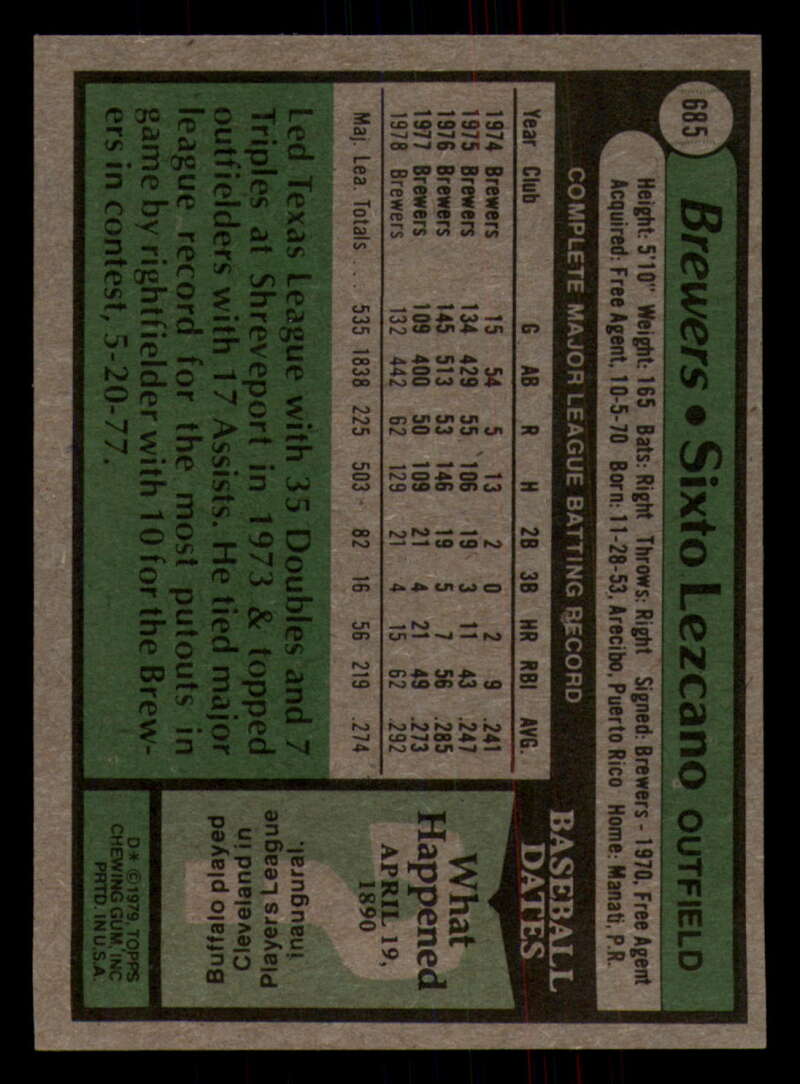 685
Brewers • Sixto Lezcano OUTFIELD
Height: 5'10" Weight: 165 Bats: Right Throws: Right Signed: Brewers - 1970, Free Agent
Acquired: Free Agent, 10-5-70 Born: 11-28-53, Arecibo, Puerto Rico Home: Manati, P.R.
COMPLETE MAJOR LEAGUE BATTING RECORD
Year Club G AB R H 2B 3B HR RBI AVG.
1974 Brewers 15 54 5 13 2 0 2 9 .241
1975 Brewers 134 429 55 106 19 3 11 43 .247
1976 Brewers 145 513 53 146 19 5 7 56 .285
1977 Brewers 109 400 50 109 21 4 21 49 .273
1978 Brewers 132 442 62 129 21 4 15 62 .292
Maj. Lea. Totals . . . 535 1838 225 503 82 16 56 219 .274
Led Texas League with 35 Doubles and 7
Triples at Shreveport in 1973 & topped
outfielders with 17 Assists. He tied major
league record for the most putouts in
game by rightfielder with 10 for the Brew-
ers in contest, 5-20-77.
BASEBALL
DATES
What
Happened
APRIL 19,
1890
Buffalo played
Cleveland in
Players League
inaugural.
D* ©1979 TOPPS
CHEWING GUM, INC
PRTD. IN U.S.A.